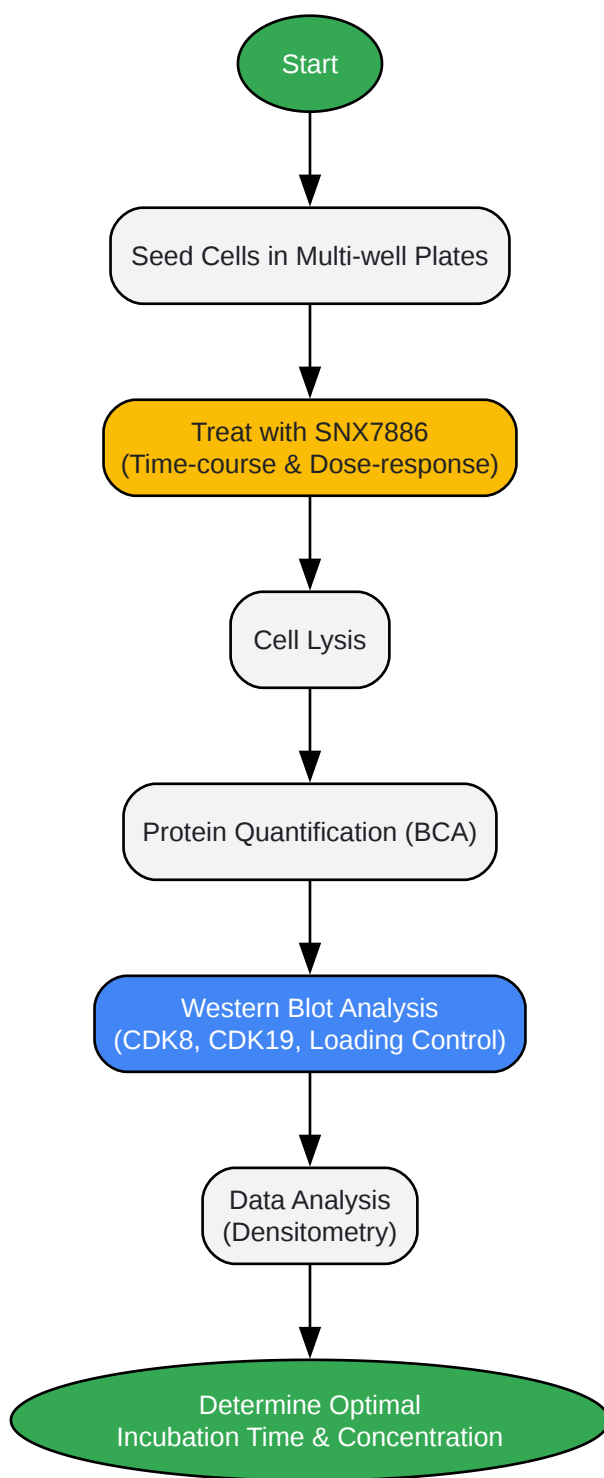 Start
Seed Cells in Multi-well Plates
Treat with SNX7886
(Time-course & Dose-response)
Cell Lysis
Protein Quantification (BCA)
Western Blot Analysis
(CDK8, CDK19, Loading Control)
Data Analysis
(Densitometry)
Determine Optimal
Incubation Time & Concentration